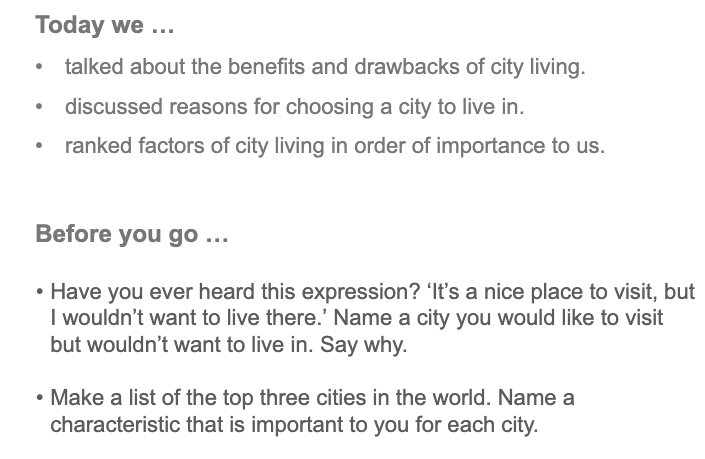 Today we …
• talked about the benefits and drawbacks of city living.
• discussed reasons for choosing a city to live in.
• ranked factors of city living in order of importance to us.
Before you go …
• Have you ever heard this expression? ‘It’s a nice place to visit, but
I wouldn’t want to live there.’ Name a city you would like to visit
but wouldn’t want to live in. Say why.
• Make a list of the top three cities in the world. Name a
characteristic that is important to you for each city.